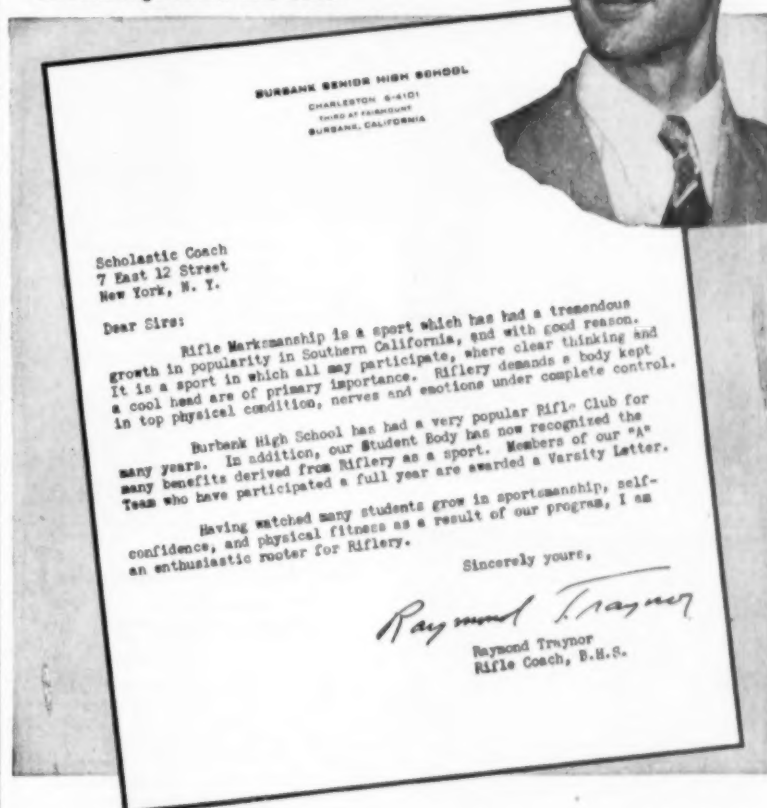 BURBANK SENIOR HIGH SCHOOL
CHARLESTON 6-4101
THIRD AT FAIRMOUNT
BURBANK, CALIFORNIA
Scholastic Coach
7 East 12 Street
New York, N. Y.
Dear Sirs:
Rifle Marksmanship is a sport which has had a tremendous
growth in popularity in Southern California, and with good reason.
It is a sport in which all may participate, where clear thinking and
a cool head are of primary importance. Riflery demands a body kept
in top physical condition, nerves and emotions under complete control.
Burbank High School has had a very popular Rifle Club for
many years. In addition, our Student Body has now recognized the
many benefits derived from Riflery as a sport. Members of our "A"
Team who have participated a full year are awarded a Varsity Letter.
Having watched many students grow in sportsmanship, self-
confidence, and physical fitness as a result of our program, I am
an enthusiastic rooter for Riflery.
Sincerely yours,
Raymond Traynor
Raymond Traynor
Rifle Coach, B.H.S.